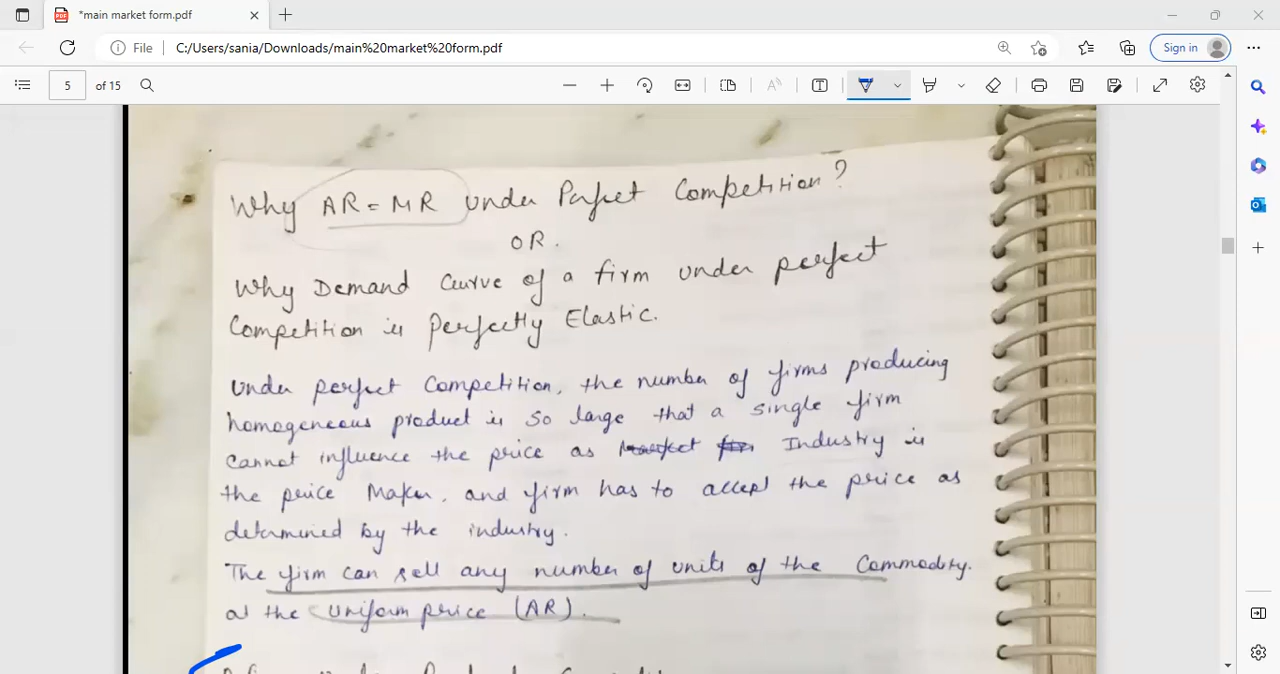 *main market form.pdf
File
C:/Users/sania/Downloads/main%20market%20form.pdf
Sign in
5 of 15
Why AR = MR under Perfect Competition?
OR.
Why Demand Curve of a firm under perfect
Competition is perfectly Elastic.
Under perfect Competition, the number of firms producing
homogeneous product is so large that a single firm
cannot influence the price as market Industry is
the price Maker, and firm has to accept the price as
determined by the industry.
The firm can sell any number of units of the Commodity.
at the uniform price (AR).